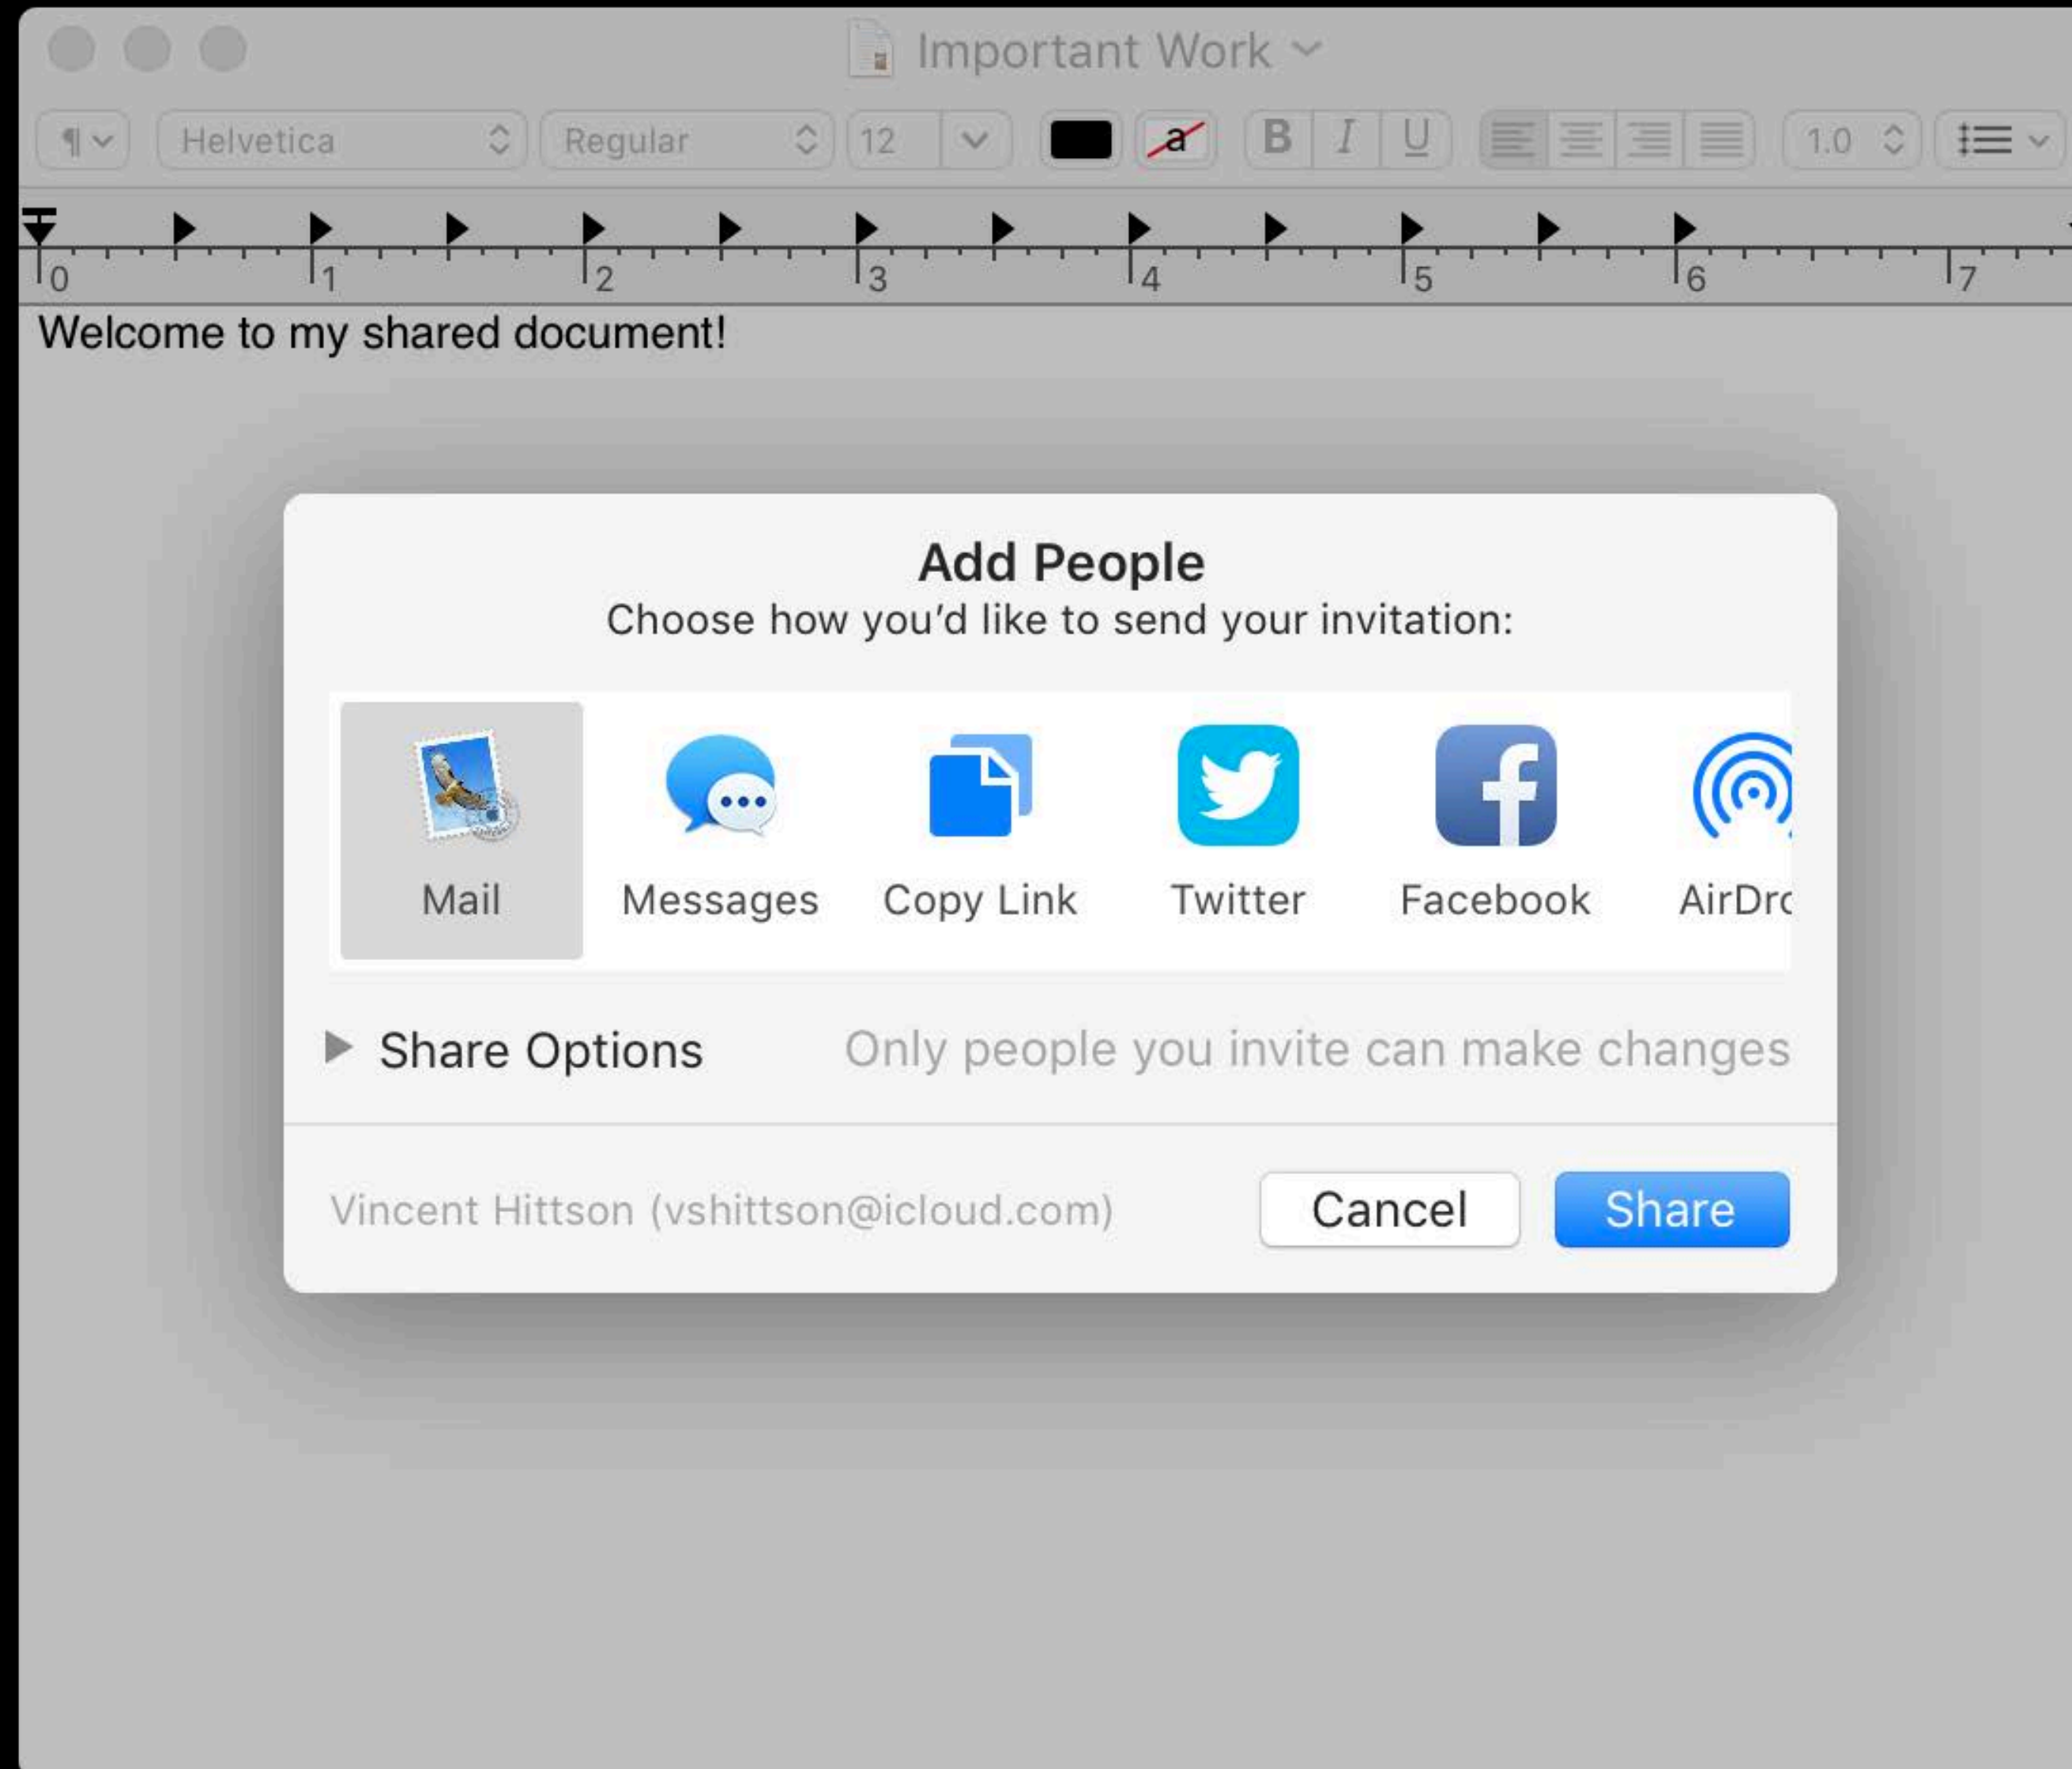 Important Work
¶ Helvetica Regular 12 a B I U 1.0
0 1 2 3 4 5 6 7
Welcome to my shared document!
Add People
Choose how you’d like to send your invitation:
Mail Messages Copy Link Twitter Facebook AirDro
Share Options Only people you invite can make changes
Vincent Hittson (vshittson@icloud.com) Cancel Share